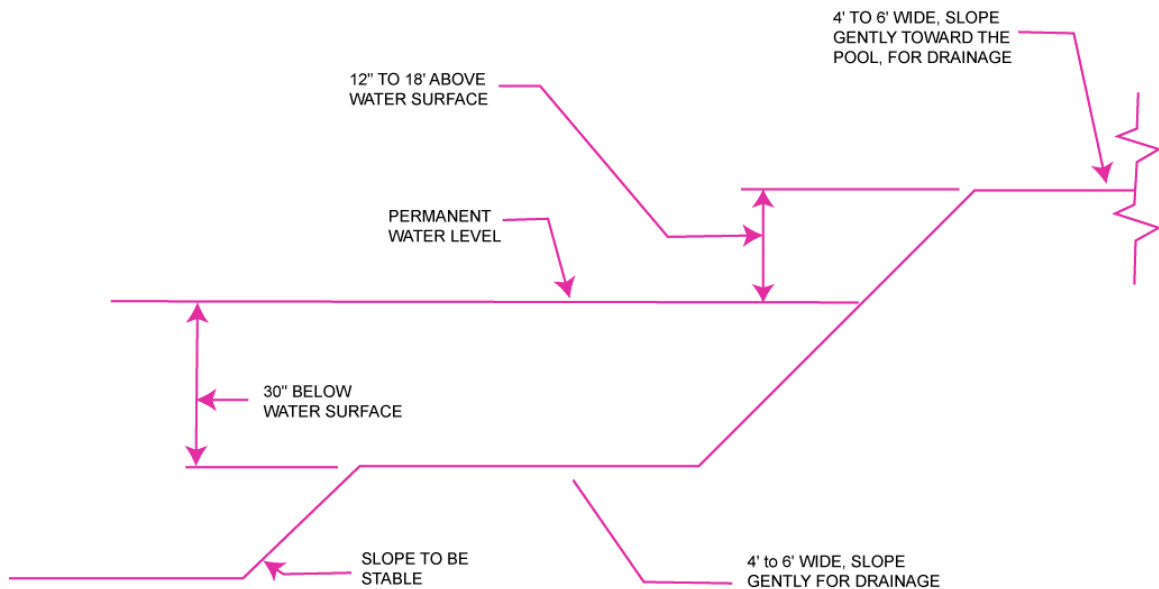 4' TO 6' WIDE, SLOPE
GENTLY TOWARD THE
POOL, FOR DRAINAGE
12" TO 18' ABOVE
WATER SURFACE
PERMANENT
WATER LEVEL
30" BELOW
WATER SURFACE
SLOPE TO BE
STABLE
4' to 6' WIDE, SLOPE
GENTLY FOR DRAINAGE